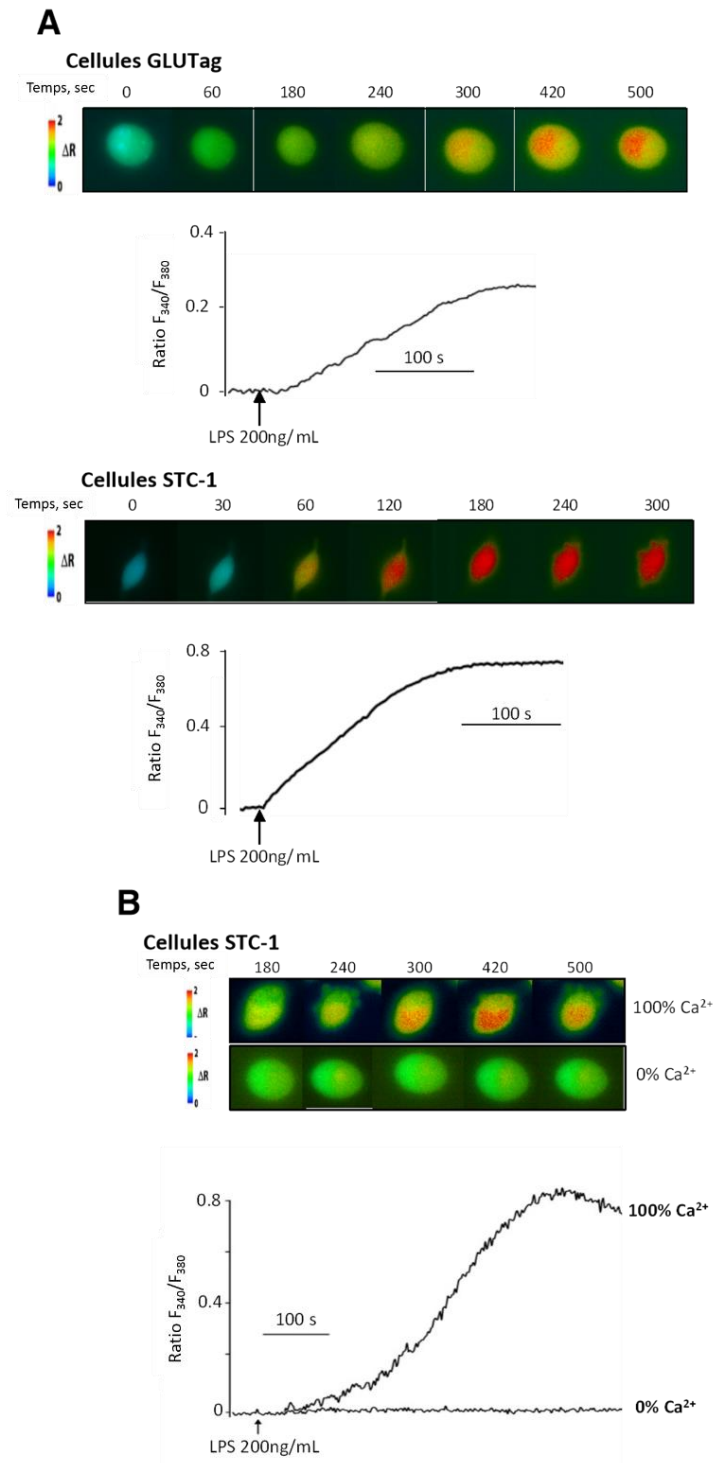 A
Cellules GLUTag
Temps, sec 0 60 180 240 300 420 500
2
ΔR
0
0.4
0.2
0
Ratio F340/F380
100 s
LPS 200ng/mL
Cellules STC-1
Temps, sec 0 30 60 120 180 240 300
2
ΔR
0
0.8
0.4
0
Ratio F340/F380
100 s
LPS 200ng/mL
B
Cellules STC-1
Temps, sec 180 240 300 420 500
2
ΔR
100% Ca2+
2
ΔR
0
0% Ca2+
0.8
0.4
0
Ratio F340/F380
100 s
100% Ca2+
0% Ca2+
LPS 200ng/mL